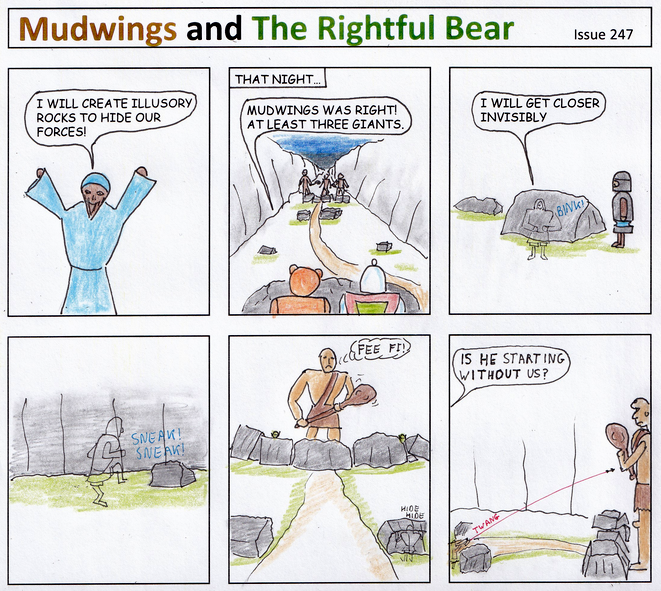 Mudwings and The Rightful Bear
Issue 247
I WILL CREATE ILLUSORY
ROCKS TO HIDE OUR
FORCES!
THAT NIGHT...
MUDWINGS WAS RIGHT!
AT LEAST THREE GIANTS.
I WILL GET CLOSER
INVISIBLY
BINK!
SNEAK!
SNEAK!
FEE FI!
HIDE
HIDE
IS HE STARTING
WITHOUT US?
TWANG